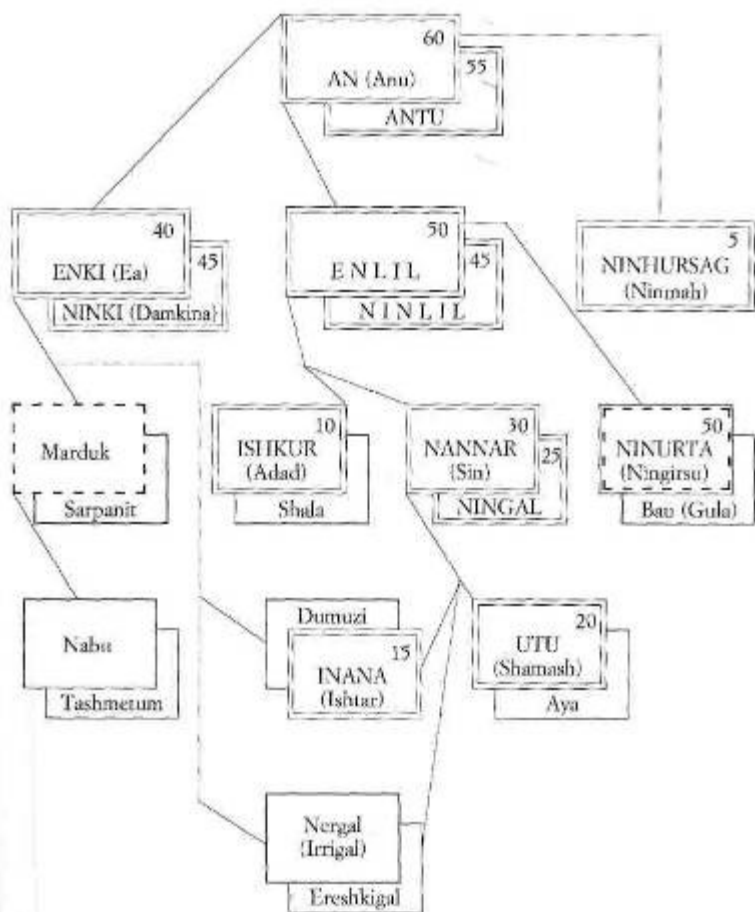 60
AN (Anu)
55
ANTU
40
ENKI (Ea)
45
NINKI (Damkina)
50
ENLIL
45
NINLIL
5
NINHURSAG
(Ninmah)
Marduk
Sarpanit
10
ISHKUR
(Adad)
Shala
30
NANNAR
(Sin)
25
NINGAL
50
NINURTA
(Ningirsu)
Bau (Gula)
Nabu
Tashmetum
Dumuzi
15
INANA
(Ishtar)
20
UTU
(Shamash)
Aya
Nergal
(Irrigal)
Ereshkigal